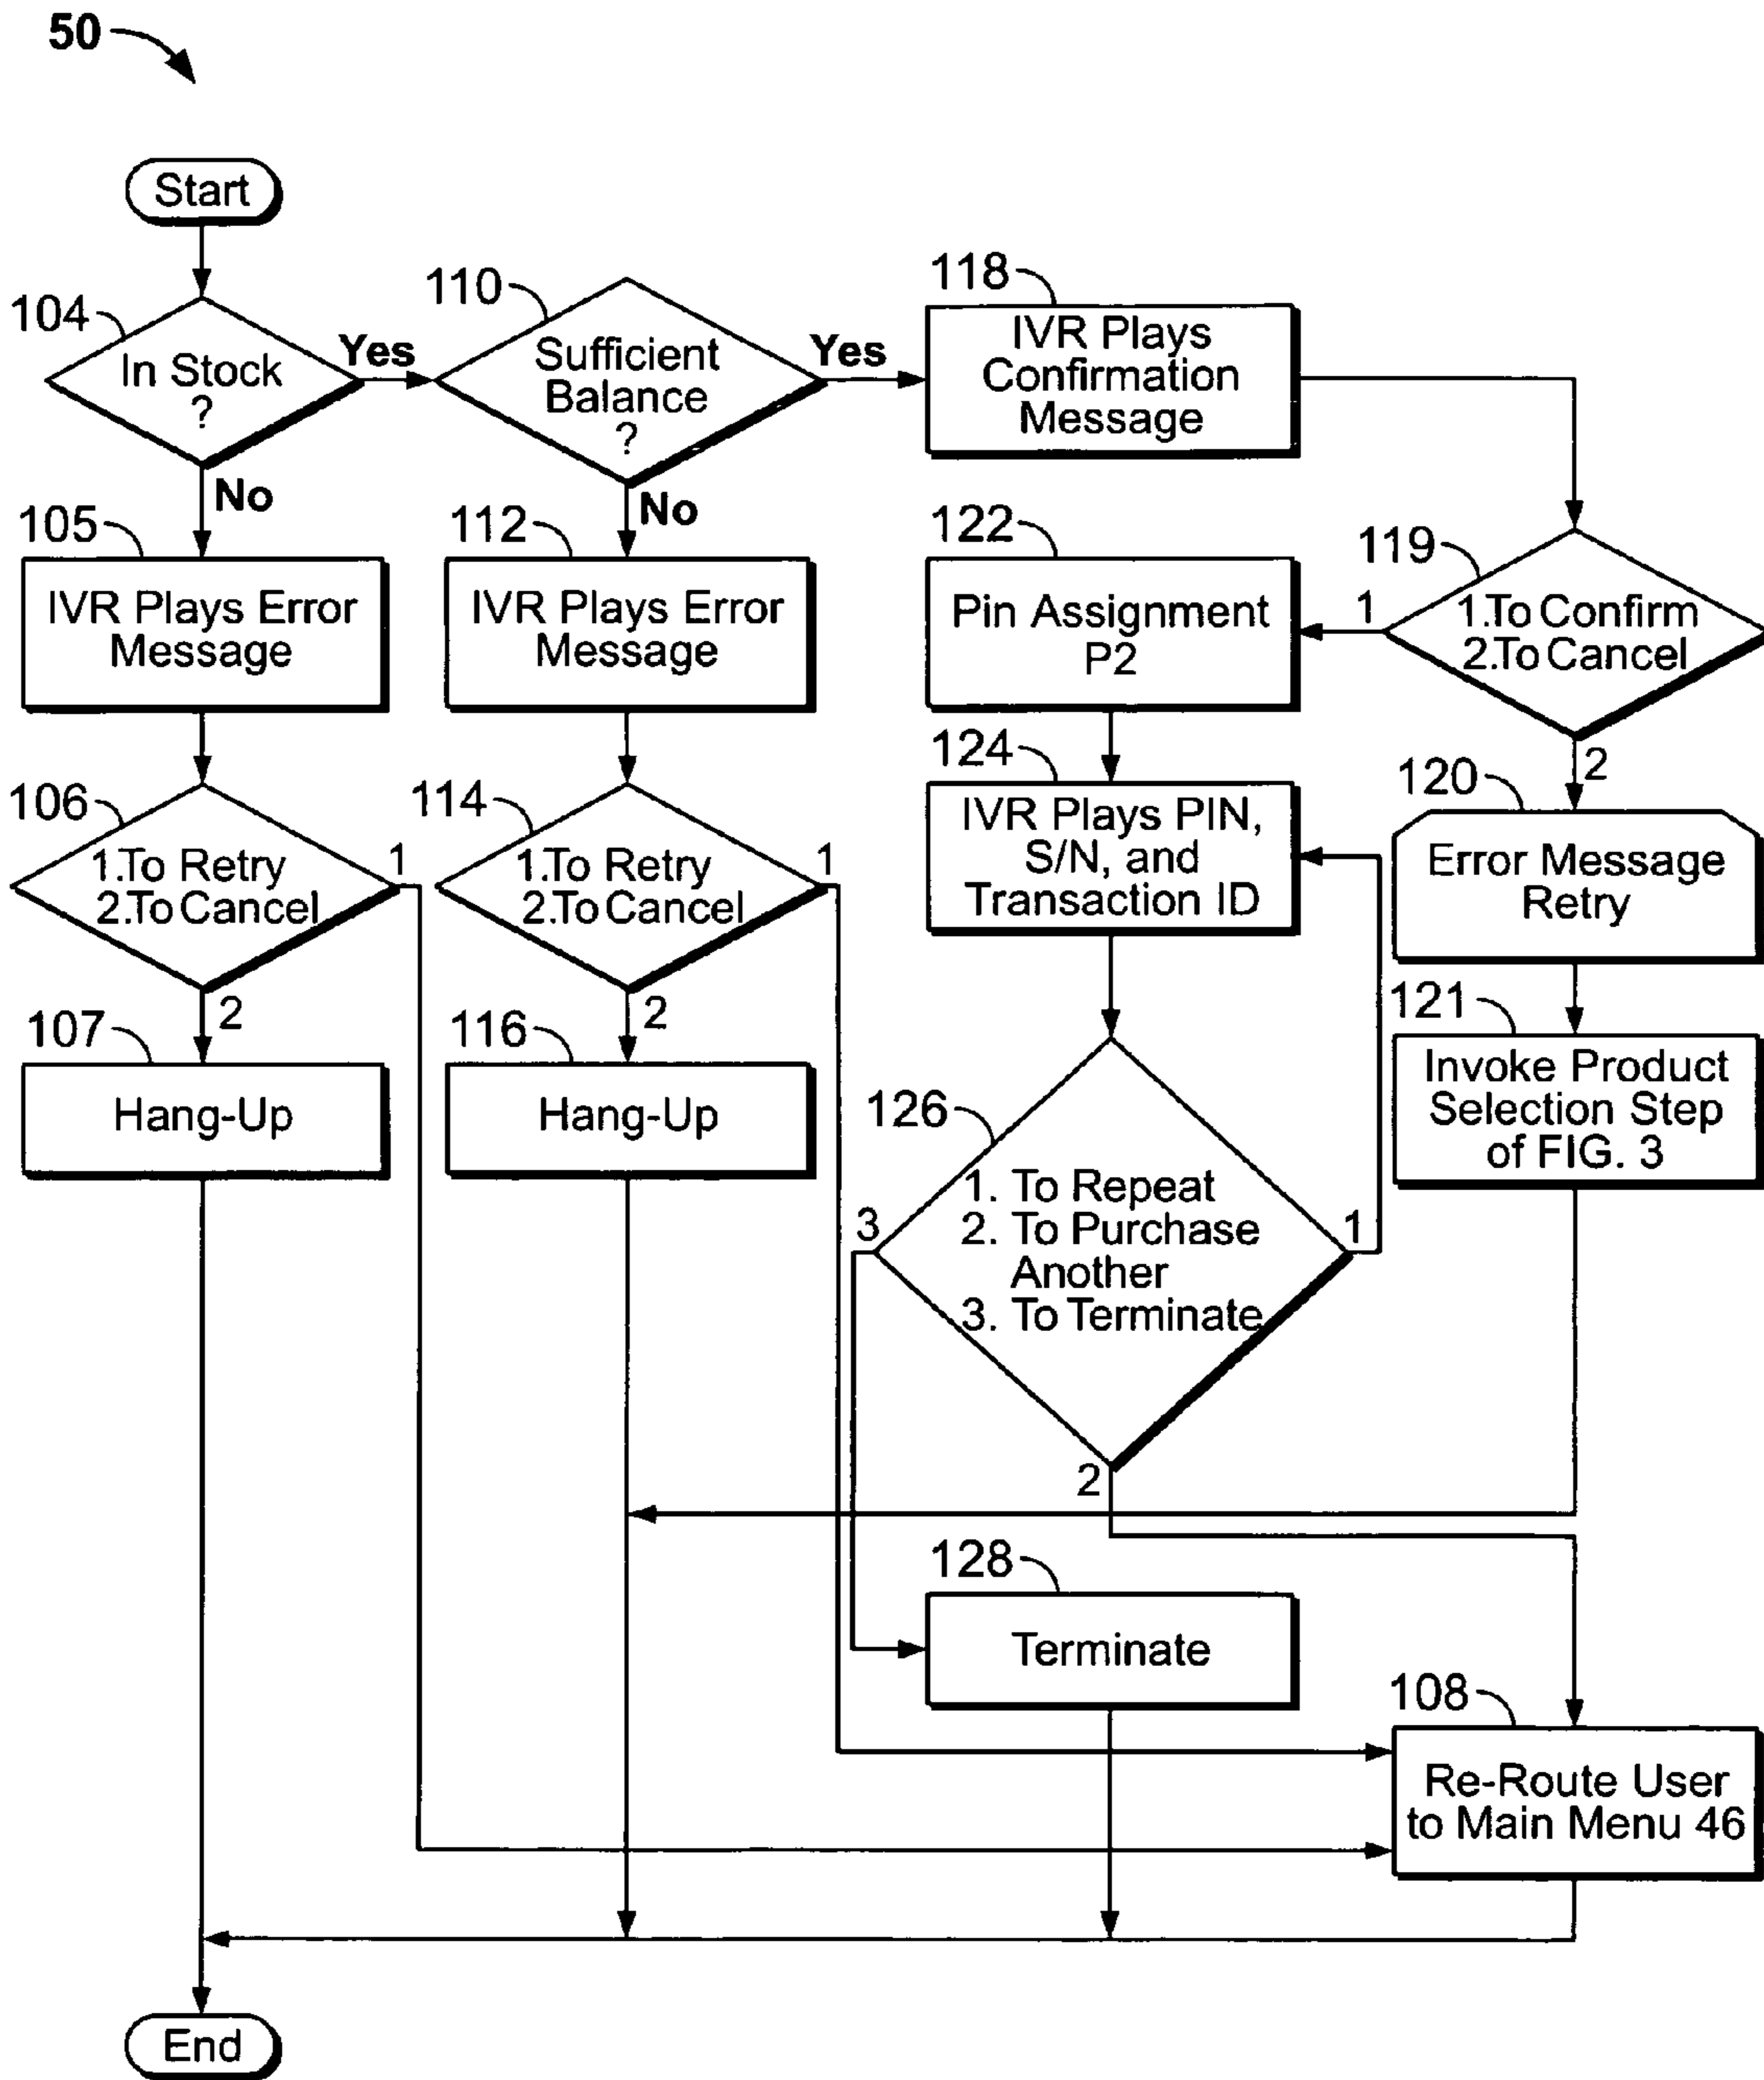 50
Start
104
In Stock
?
Yes
No
110
Sufficient
Balance
?
Yes
No
118
IVR Plays
Confirmation
Message
105
IVR Plays Error
Message
112
IVR Plays Error
Message
122
Pin Assignment
P2
119
1.To Confirm
2.To Cancel
1
2
106
1.To Retry
2.To Cancel
1
2
114
1.To Retry
2.To Cancel
1
2
124
IVR Plays PIN,
S/N, and
Transaction ID
120
Error Message
Retry
107
Hang-Up
116
Hang-Up
126
1. To Repeat
2. To Purchase
Another
3. To Terminate
3
1
2
121
Invoke Product
Selection Step
of FIG. 3
128
Terminate
108
Re-Route User
to Main Menu 46
End